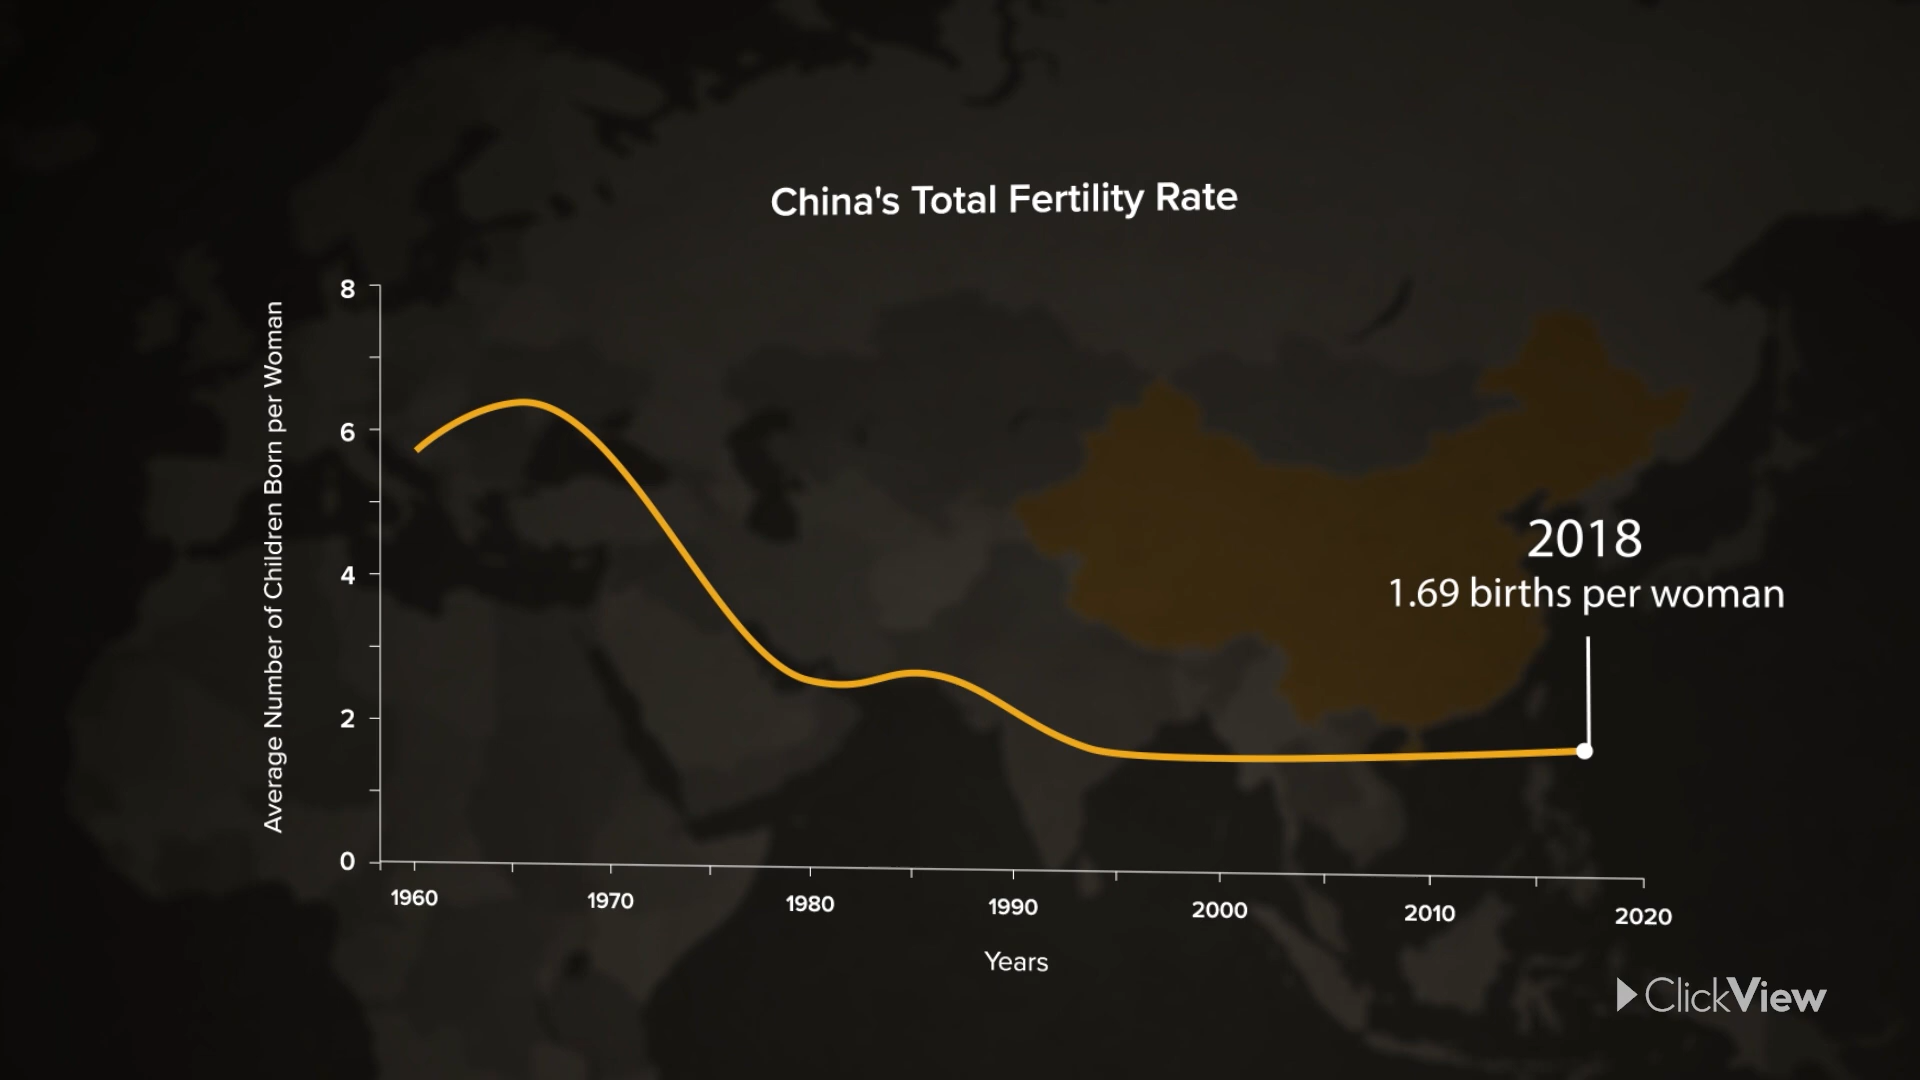 China's Total Fertility Rate
Average Number of Children Born per Woman
8
6
4
2
0
2018
1.69 births per woman
1960
1970
1980
1990
2000
2010
2020
Years
ClickView